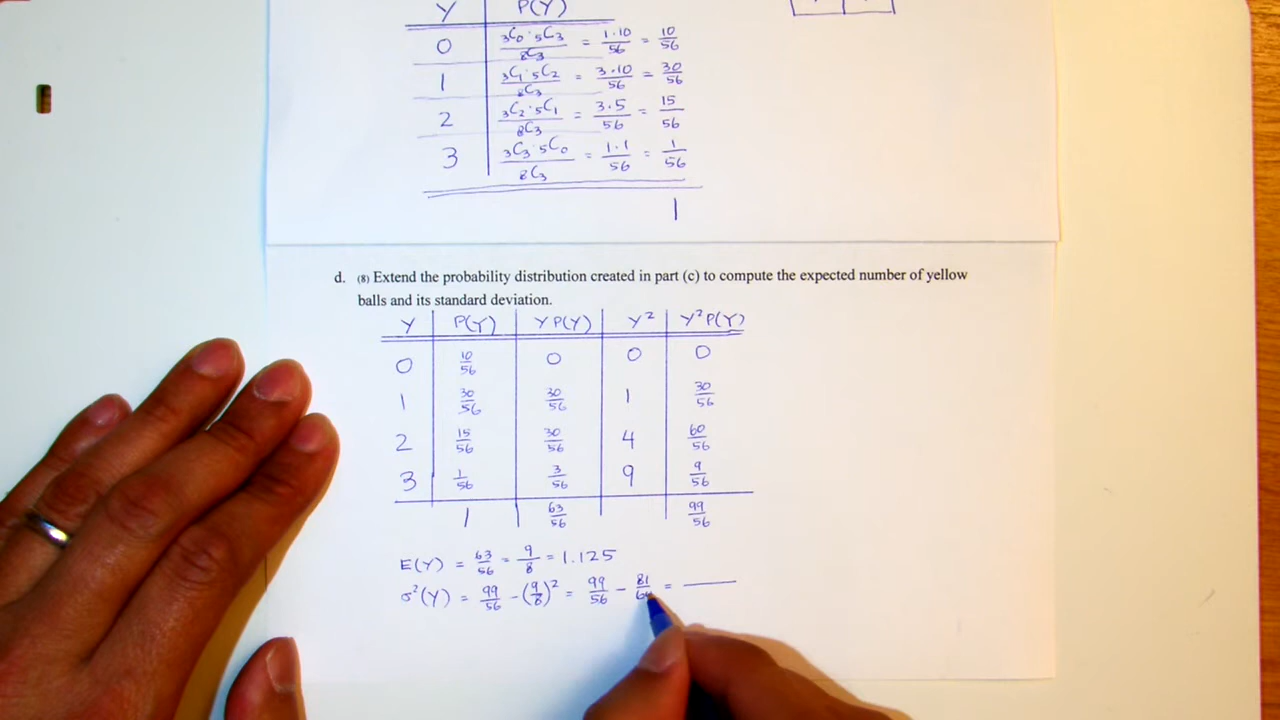 Y P(Y)
0 ₃C₀·₅C₃/₈C₃ = 1·10/56 = 10/56
1 ₃C₁·₅C₂/₈C₃ = 3·10/56 = 30/56
2 ₃C₂·₅C₁/₈C₃ = 3·5/56 = 15/56
3 ₃C₃·₅C₀/₈C₃ = 1·1/56 = 1/56
1
d. (8) Extend the probability distribution created in part (c) to compute the expected number of yellow
balls and its standard deviation.
Y P(Y) Y P(Y) Y² Y² P(Y)
0 10/56 0 0 0
1 30/56 30/56 1 30/56
2 15/56 30/56 4 60/56
3 1/56 3/56 9 9/56
1 63/56 99/56
E(Y) = 63/56 = 9/8 = 1.125
σ²(Y) = 99/56 - (9/8)² = 99/56 - 81/64 =